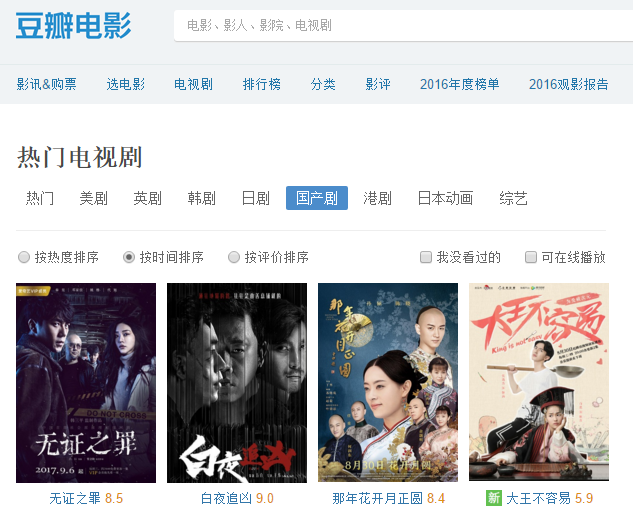 豆瓣电影
电影、影人、影院、电视剧
影讯&购票 选电影 电视剧 排行榜 分类 影评 2016年度榜单 2016观影报告
热门电视剧
热门 美剧 英剧 韩剧 日剧 国产剧 港剧 日本动画 综艺
按热度排序 按时间排序 按评价排序 我没看过的 可在线播放
DO NOT CROSS
无证之罪
2017.9.6 起
白夜追凶
那年花开月正圆
8月30日 花开月圆
大王不容易
King is not easy
无证之罪 8.5 白夜追凶 9.0 那年花开月正圆 8.4 新 大王不容易 5.9